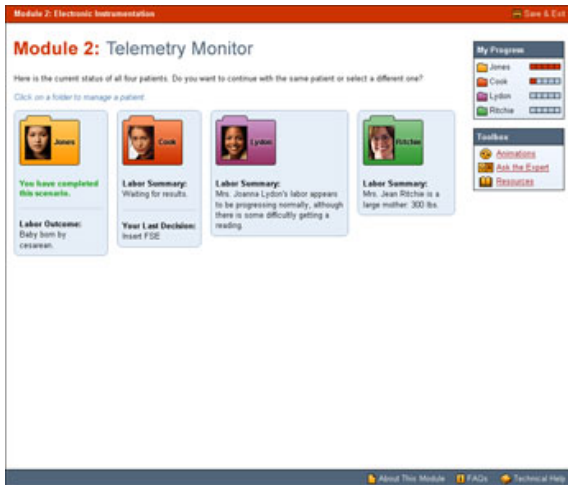 Module 2: Electronic Instrumentation
Save & Exit
Module 2: Telemetry Monitor
Here is the current status of all four patients. Do you want to continue with the same patient or select a different one?
Click on a folder to manage a patient.
Jones
You have completed
this scenario.
Labor Outcome:
Baby born by
cesarean.
Cook
Labor Summary:
Waiting for results.
Your Last Decision:
Insert FSE
Lydon
Labor Summary:
Mrs. Joanna Lydon's labor appears
to be progressing normally, although
there is some difficultly getting a
reading.
Ritchie
Labor Summary:
Mrs. Jean Ritchie is a
large mother: 300 lbs.
My Progress
Jones
Cook
Lydon
Ritchie
Toolbox
Animations
Ask the Expert
Resources
About This Module
FAQs
Technical Help